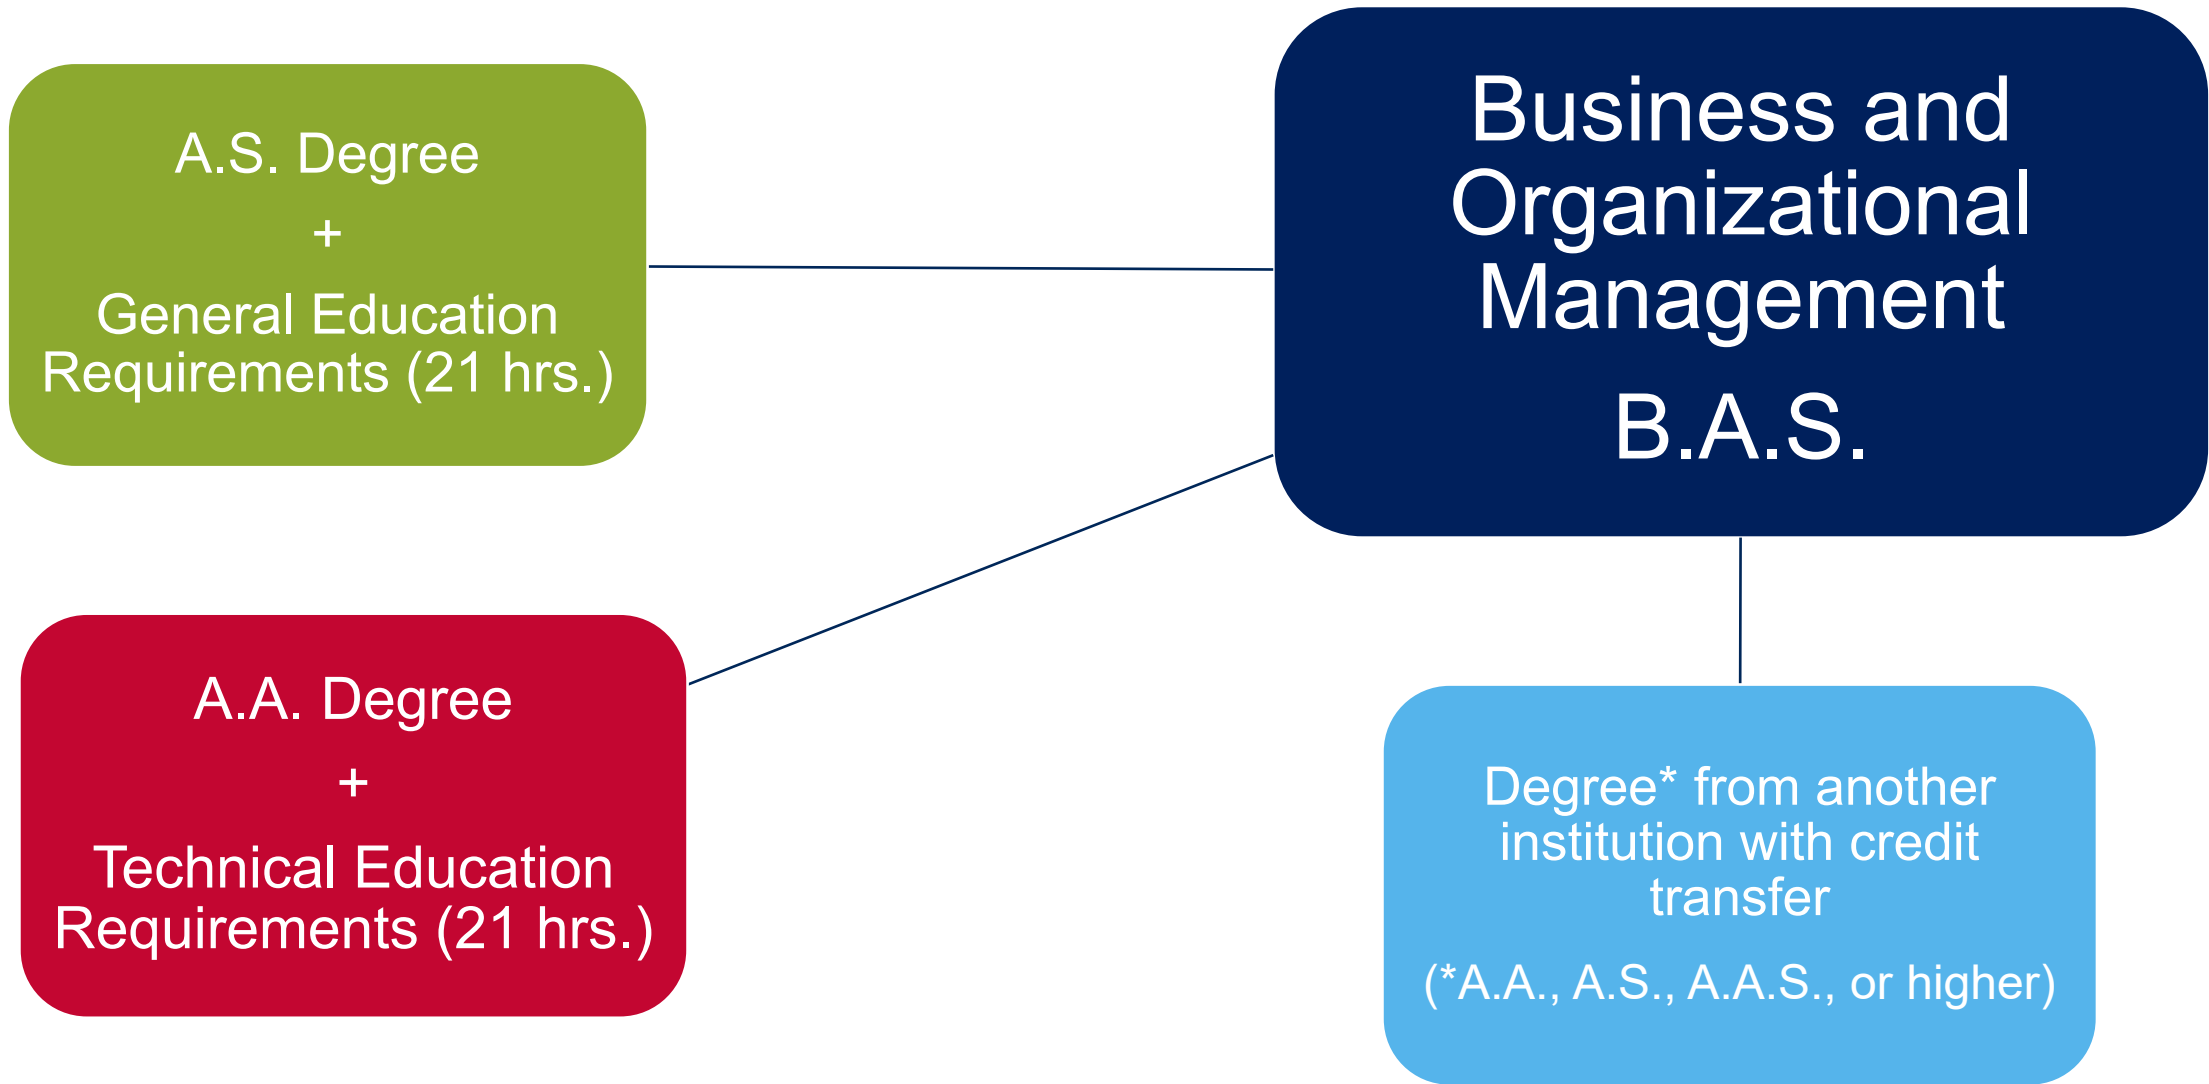 A.S. Degree
+
General Education
Requirements (21 hrs.)
Business and
Organizational
Management
B.A.S.
A.A. Degree
+
Technical Education
Requirements (21 hrs.)
Degree* from another
institution with credit
transfer
(*A.A., A.S., A.A.S., or higher)